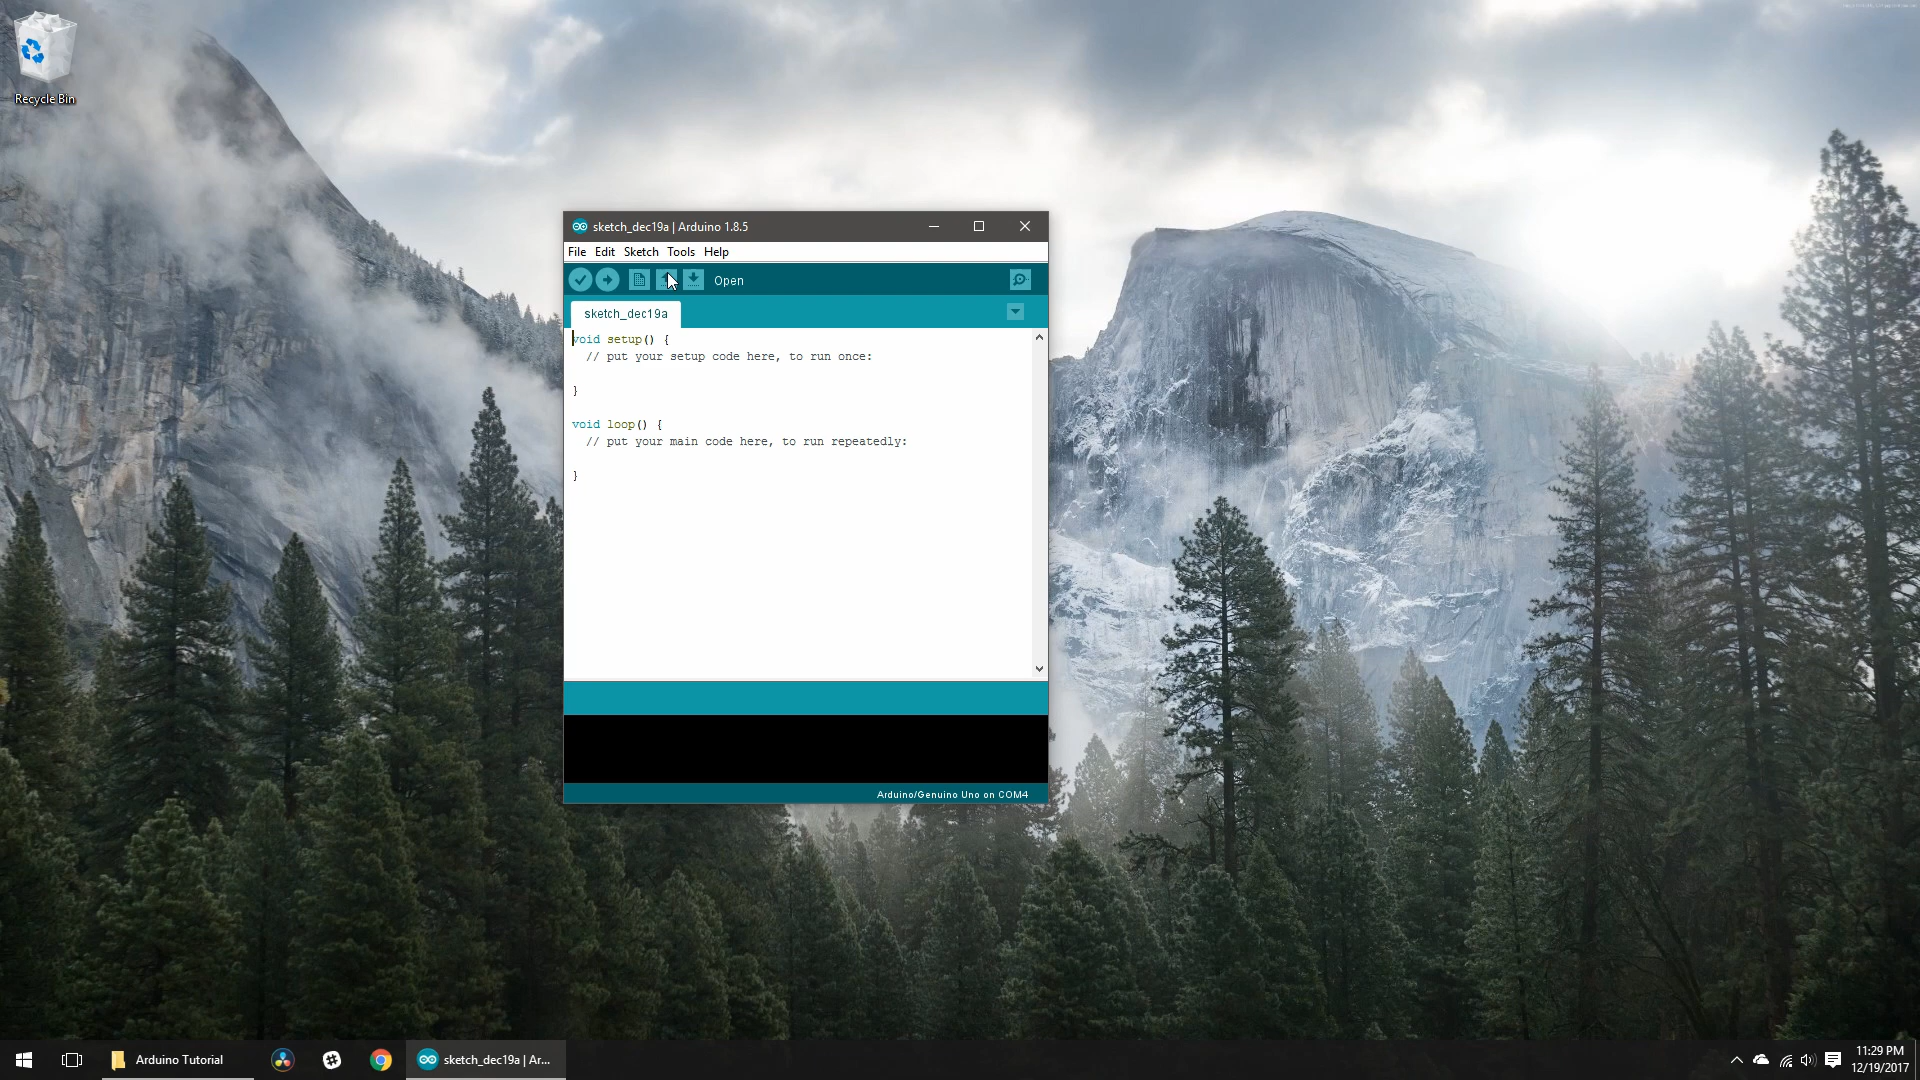 Recycle Bin
sketch_dec19a | Arduino 1.8.5
File Edit Sketch Tools Help
Open
sketch_dec19a
void setup() {
// put your setup code here, to run once:
}
void loop() {
// put your main code here, to run repeatedly:
}
Arduino/Genuino Uno on COM4
Arduino Tutorial
sketch_dec19a | Ar...
11:29 PM
12/19/2017